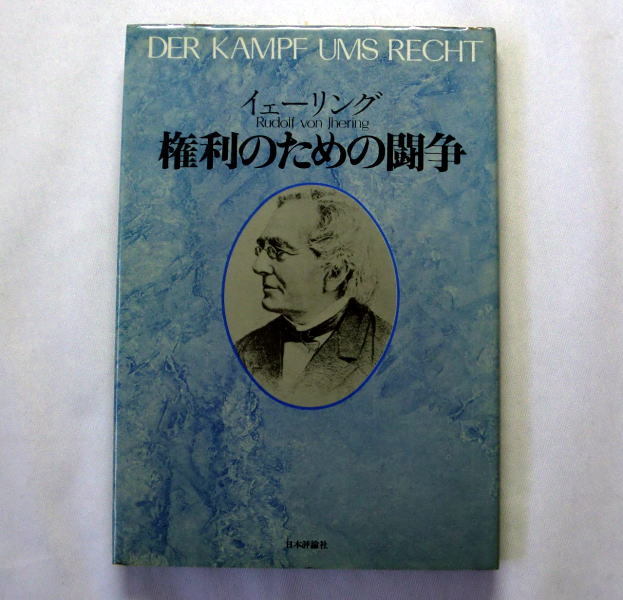 DER KAMPF UMS RECHT
イェーリング
Rudolf von Jhering
権利のための闘争
日本評論社